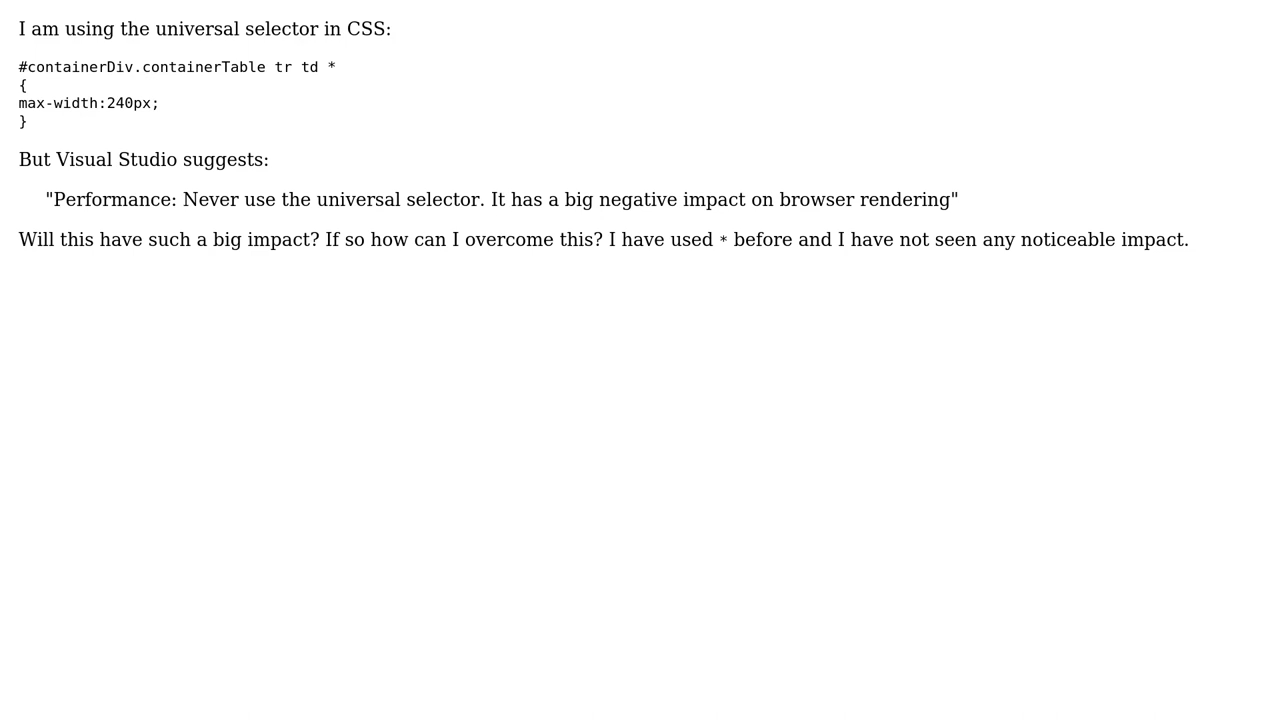 I am using the universal selector in CSS:
#containerDiv.containerTable tr td *
{
max-width:240px;
}
But Visual Studio suggests:
"Performance: Never use the universal selector. It has a big negative impact on browser rendering"
Will this have such a big impact? If so how can I overcome this? I have used * before and I have not seen any noticeable impact.